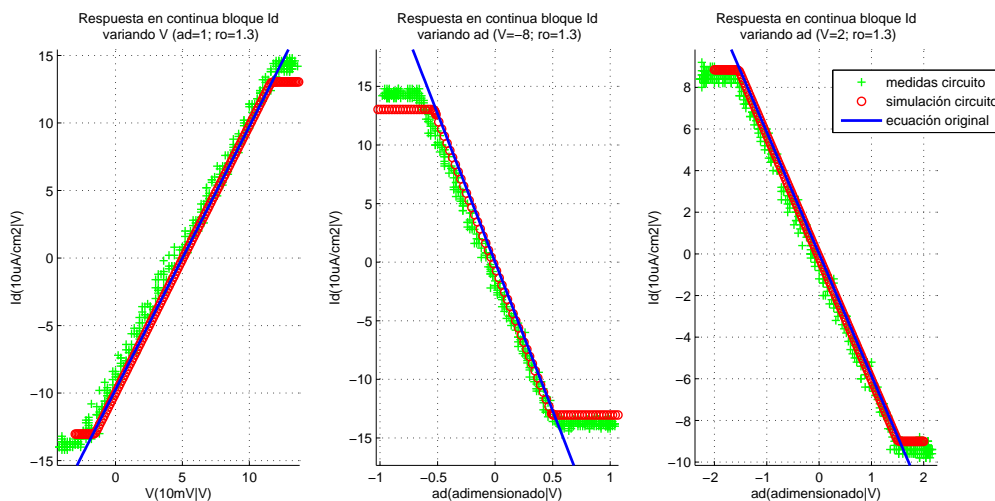 Respuesta en continua bloque Id
variando V (ad=1; ro=1.3)
15
10
5
0
−5
−10
−15
0
5
10
V(10mV|V)
Id(10uA/cm2|V)
Respuesta en continua bloque Id
variando ad (V=−8; ro=1.3)
15
10
5
0
−5
−10
−15
−1
−0.5
0
0.5
1
ad(adimensionado|V)
Id(10uA/cm2|V)
Respuesta en continua bloque Id
variando ad (V=2; ro=1.3)
8
6
4
2
0
−2
−4
−6
−8
−10
−2
−1
0
1
2
ad(adimensionado|V)
Id(10uA/cm2|V)
medidas circuito
simulación circuito
ecuación original